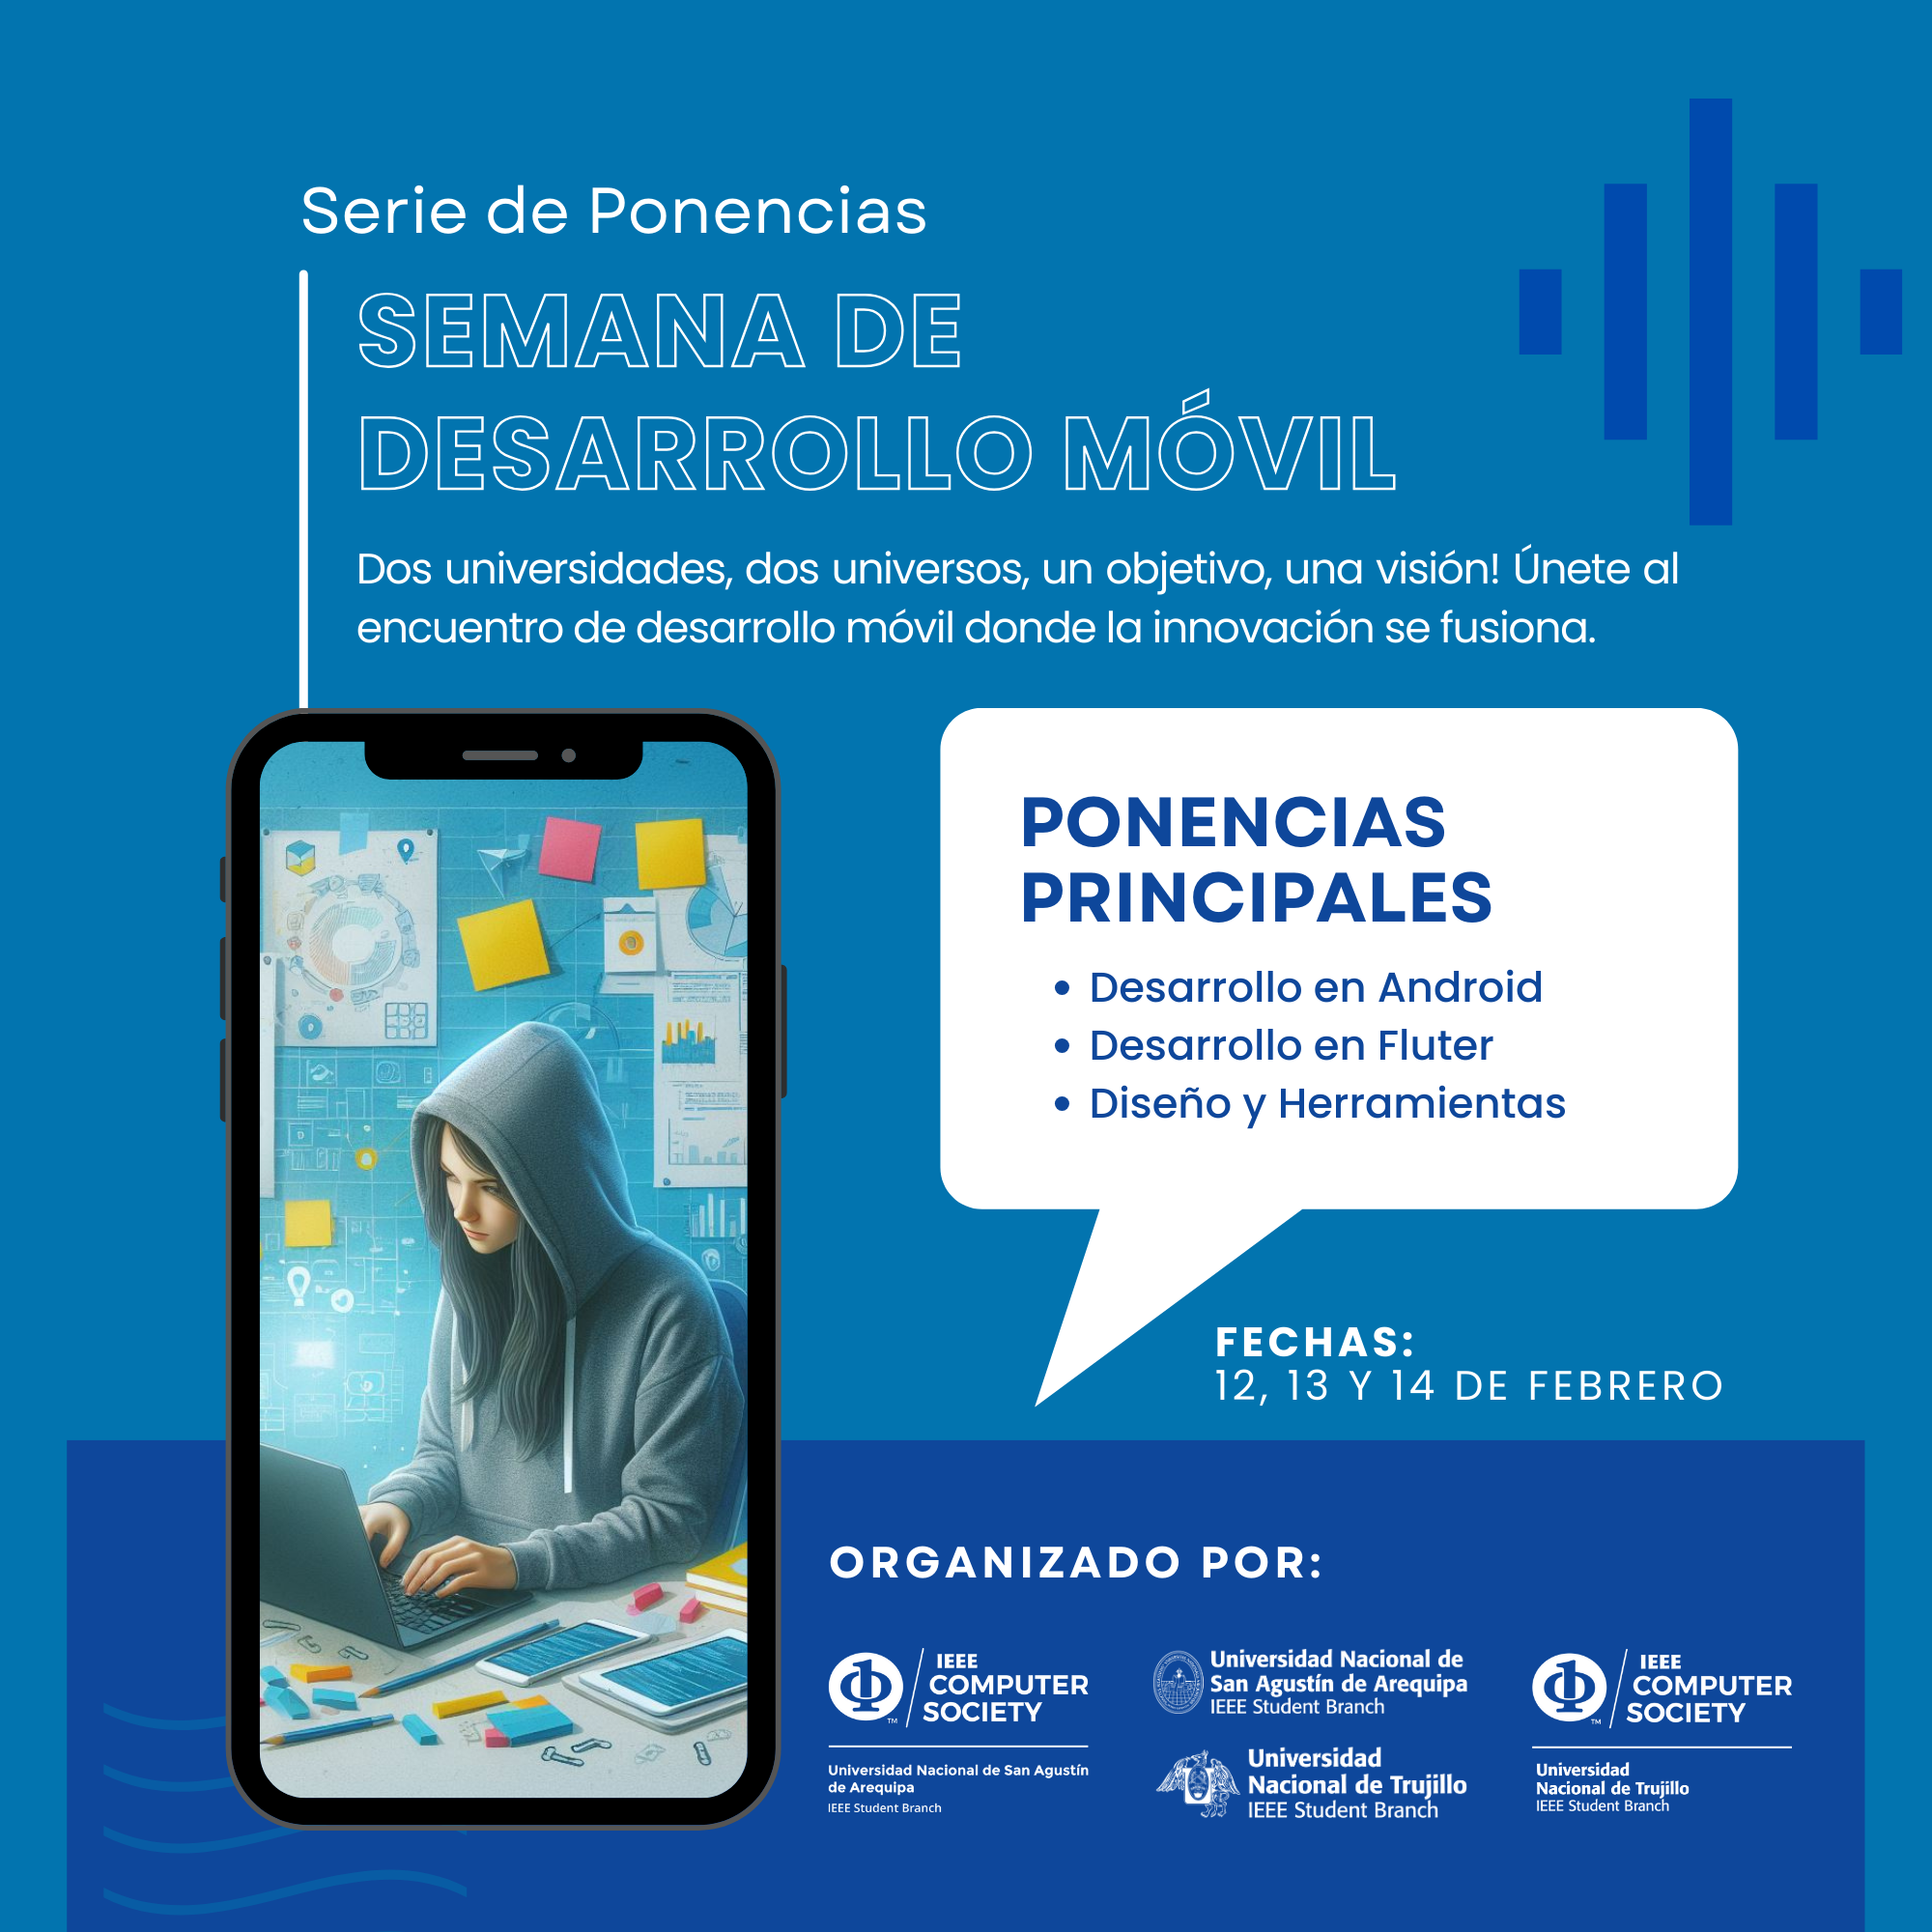 Serie de Ponencias
SEMANA DE
DESARROLLO MÓVIL
Dos universidades, dos universos, un objetivo, una visión! Únete al
encuentro de desarrollo móvil donde la innovación se fusiona.
PONENCIAS
PRINCIPALES
• Desarrollo en Android
• Desarrollo en Fluter
• Diseño y Herramientas
FECHAS:
12, 13 Y 14 DE FEBRERO
ORGANIZADO POR:
IEEE
COMPUTER
SOCIETY
TM
Universidad Nacional de San Agustín
de Arequipa
IEEE Student Branch
Universidad Nacional de
San Agustín de Arequipa
IEEE Student Branch
Universidad
Nacional de Trujillo
IEEE Student Branch
IEEE
COMPUTER
SOCIETY
TM
Universidad
Nacional de Trujillo
IEEE Student Branch